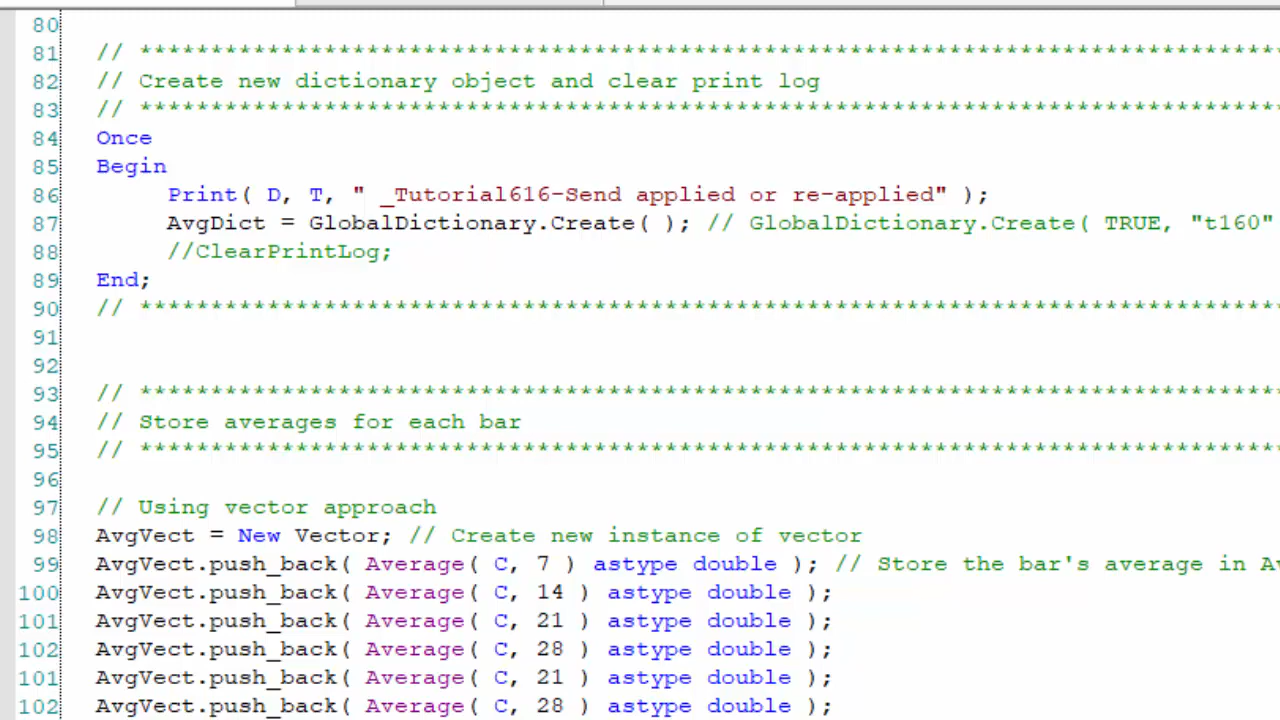 80
81 // ********************************************************************************
82 // Create new dictionary object and clear print log
83 // ********************************************************************************
84 Once
85 Begin
86 Print( D, T, " _Tutorial616-Send applied or re-applied" );
87 AvgDict = GlobalDictionary.Create( ); // GlobalDictionary.Create( TRUE, "t160"
88 //ClearPrintLog;
89 End;
90 // ********************************************************************************
91
92
93 // ********************************************************************************
94 // Store averages for each bar
95 // ********************************************************************************
96
97 // Using vector approach
98 AvgVect = New Vector; // Create new instance of vector
99 AvgVect.push_back( Average( C, 7 ) astype double ); // Store the bar's average in Av
100 AvgVect.push_back( Average( C, 14 ) astype double );
101 AvgVect.push_back( Average( C, 21 ) astype double );
102 AvgVect.push_back( Average( C, 28 ) astype double );
101 AvgVect.push_back( Average( C, 21 ) astype double );
102 AvgVect.push_back( Average( C, 28 ) astype double );